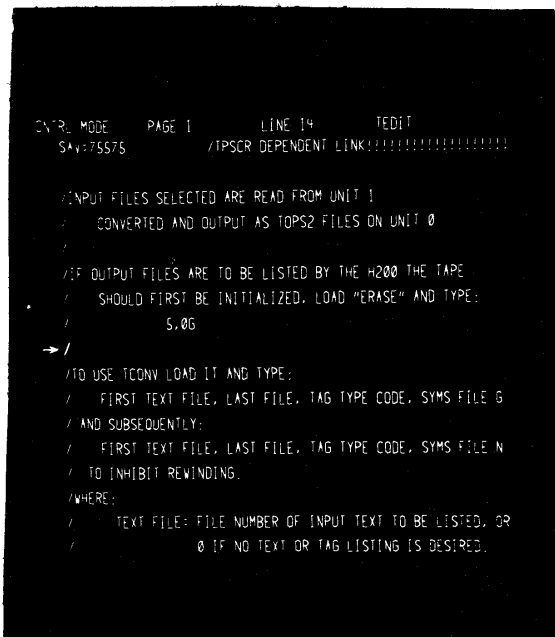 CNTRL MODE PAGE 1 LINE 14 TEDIT
SAV=75575 /TPSCR DEPENDENT LINK!!!!!!!!!!!!!!!!!!!
/INPUT FILES SELECTED ARE READ FROM UNIT 1
/ CONVERTED AND OUTPUT AS TOPS2 FILES ON UNIT 0
/
/IF OUTPUT FILES ARE TO BE LISTED BY THE H200 THE TAPE
/ SHOULD FIRST BE INITIALIZED. LOAD "ERASE" AND TYPE:
/ 5,0G
→ /
/TO USE TCONV LOAD IT AND TYPE:
/ FIRST TEXT FILE, LAST FILE, TAG TYPE CODE, SYMS FILE G
/ AND SUBSEQUENTLY:
/ FIRST TEXT FILE, LAST FILE, TAG TYPE CODE, SYMS FILE N
/ TO INHIBIT REWINDING.
/WHERE:
/ TEXT FILE= FILE NUMBER OF INPUT TEXT TO BE LISTED, OR
/ 0 IF NO TEXT OR TAG LISTING IS DESIRED.